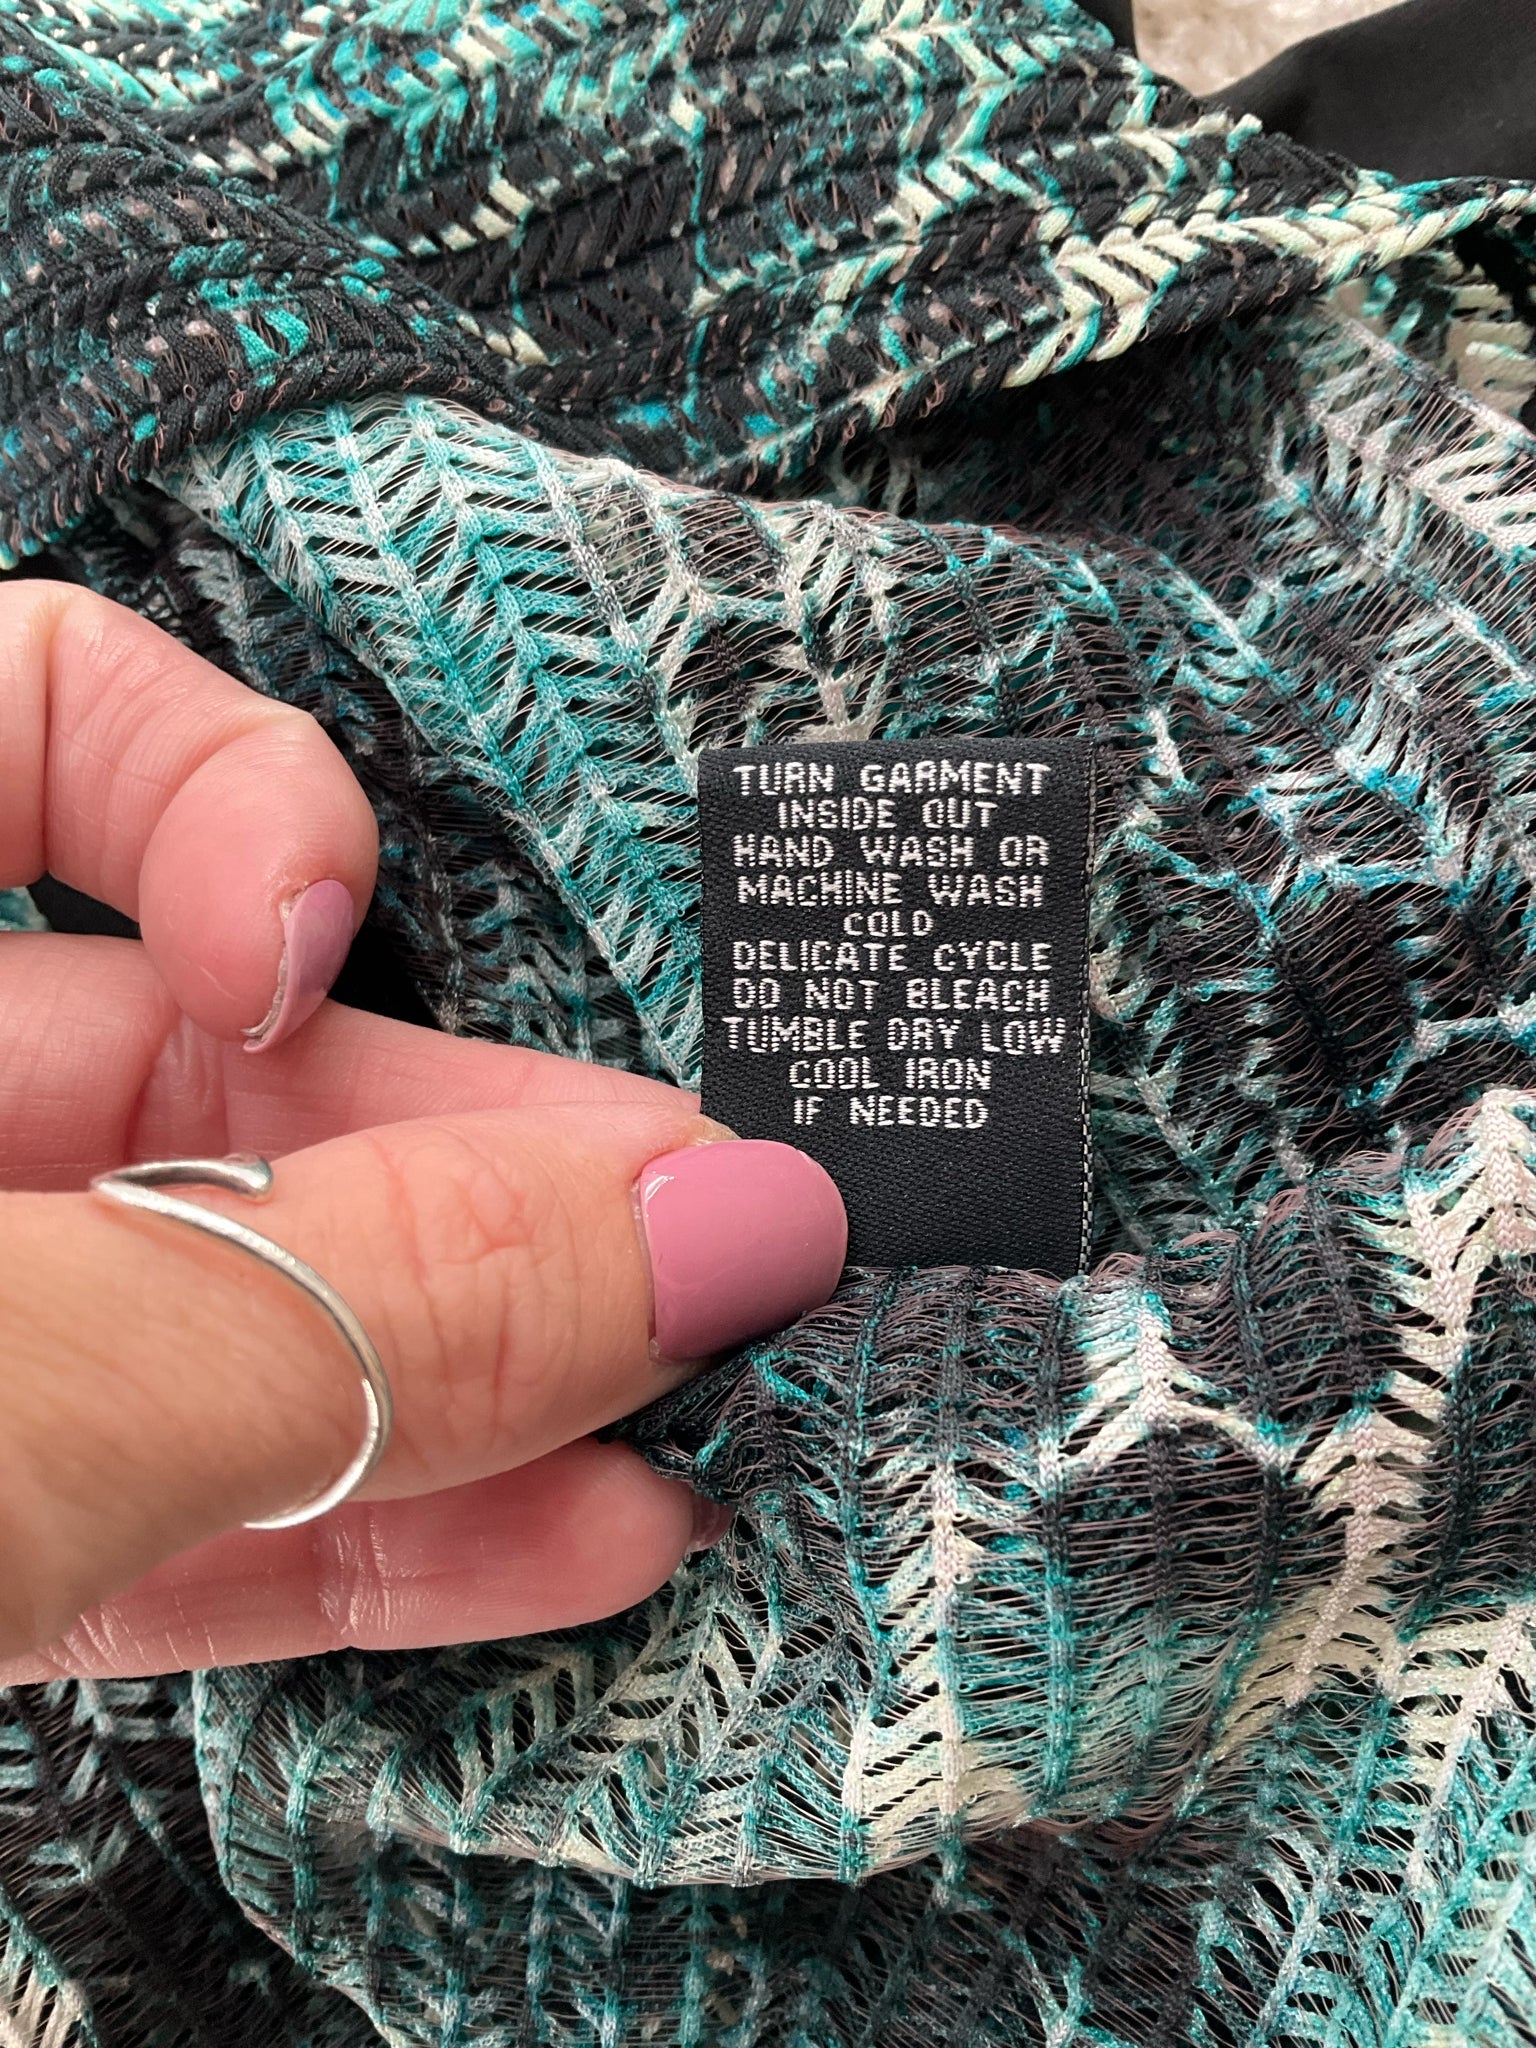 TURN GARMENT
INSIDE OUT
HAND WASH OR
MACHINE WASH
COLD
DELICATE CYCLE
DO NOT BLEACH
TUMBLE DRY LOW
COOL IRON
IF NEEDED